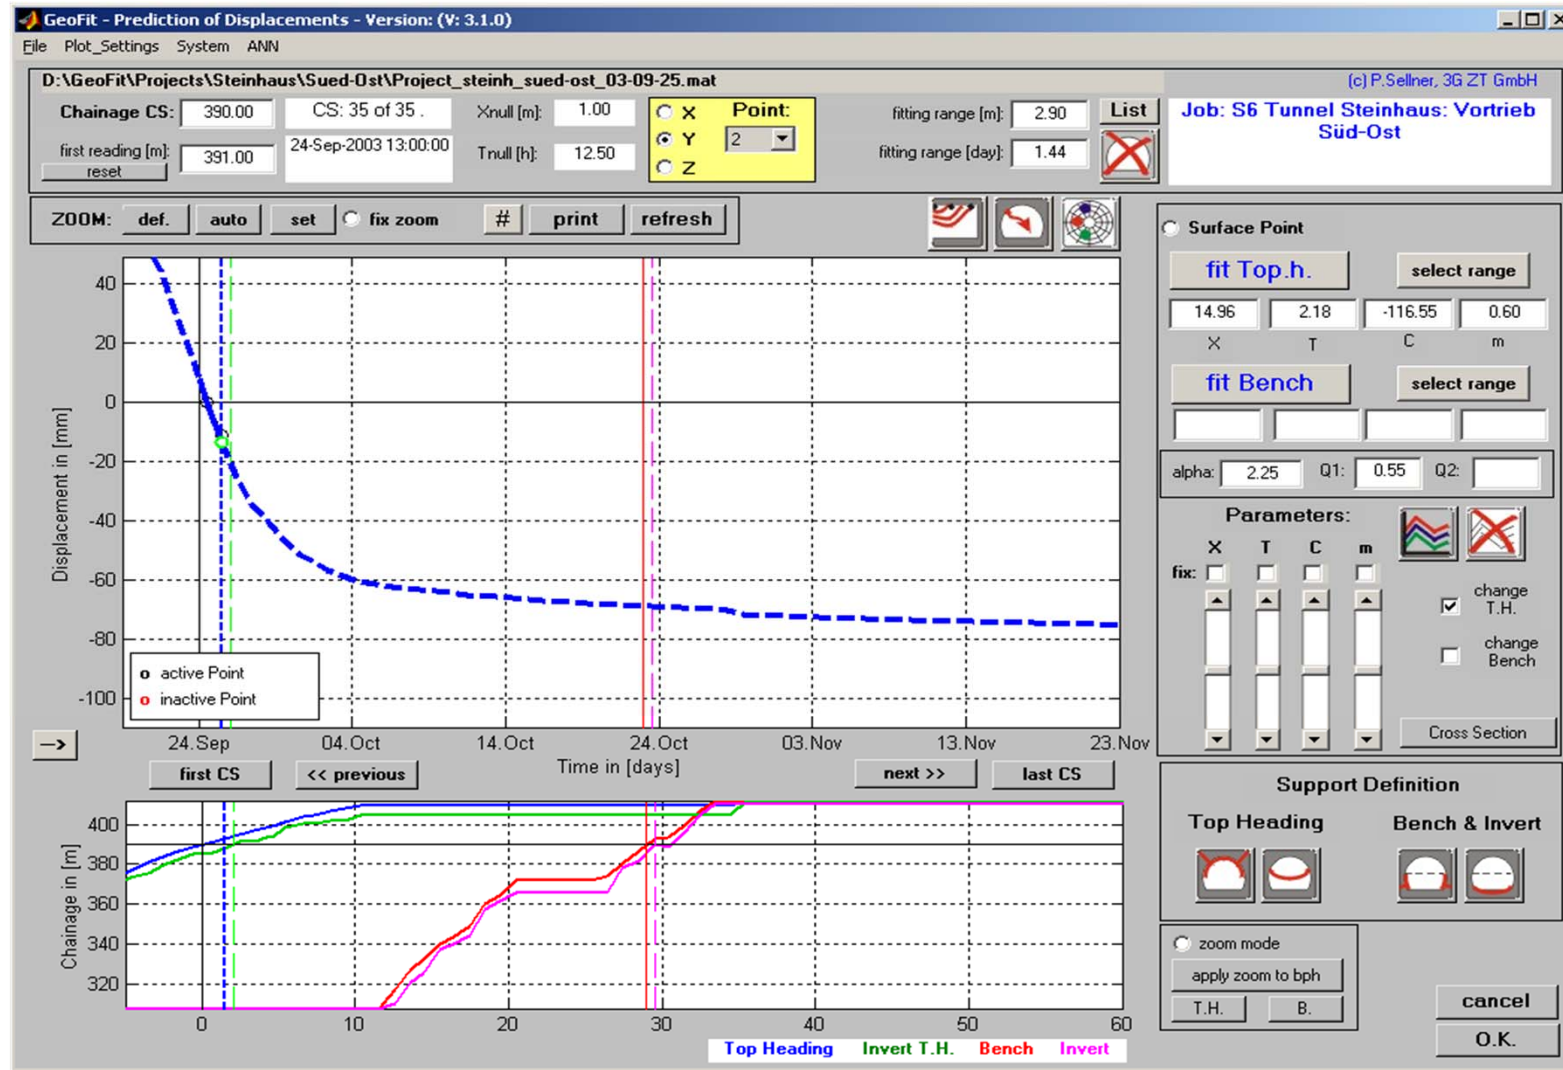 GeoFit - Prediction of Displacements - Version: (V: 3.1.0)
File Plot_Settings System ANN
D:\GeoFit\Projects\Steinhaus\Sued-Ost\Project_steinh_sued-ost_03-09-25.mat
(c) P.Sellner, 3G ZT GmbH
Chainage CS: 390.00 CS: 35 of 35 . Xnull [m]: 1.00 X Point: fitting range [m]: 2.90 List
Job: S6 Tunnel Steinhaus: Vortrieb
Süd-Ost
first reading [m]: 391.00 24-Sep-2003 13:00:00 Tnull [h]: 12.50 Y 2 fitting range [day]: 1.44
reset Z
ZOOM: def. auto set fix zoom # print refresh
Surface Point
fit Top.h. select range
14.96 2.18 -116.55 0.60
X T C m
fit Bench select range
alpha: 2.25 Q1: 0.55 Q2:
Parameters:
X T C m
fix:
change
T.H.
change
Bench
Cross Section
Displacement in [mm]
40
20
0
-20
-40
-60
-80
-100
o active Point
o inactive Point
24.Sep 04.Oct 14.Oct 24.Oct 03.Nov 13.Nov 23.Nov
Time in [days]
-->
first CS << previous next >> last CS
Chainage in [m]
400
380
360
340
320
0 10 20 30 40 50 60
Top Heading Invert T.H. Bench Invert
Support Definition
Top Heading Bench & Invert
zoom mode
apply zoom to bph
T.H. B.
cancel
O.K.